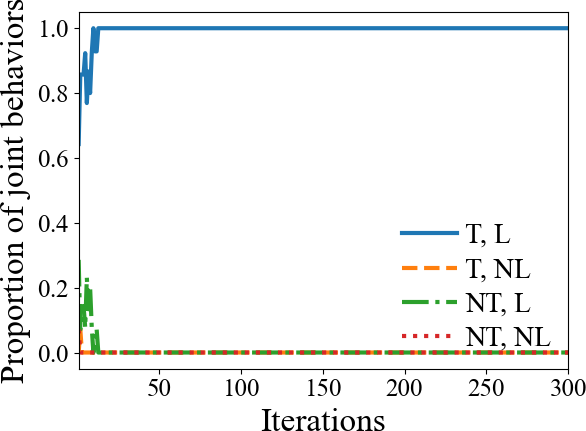 Proportion of joint behaviors
1.0
0.8
0.6
0.4
0.2
0.0
T, L
T, NL
NT, L
NT, NL
50 100 150 200 250 300
Iterations